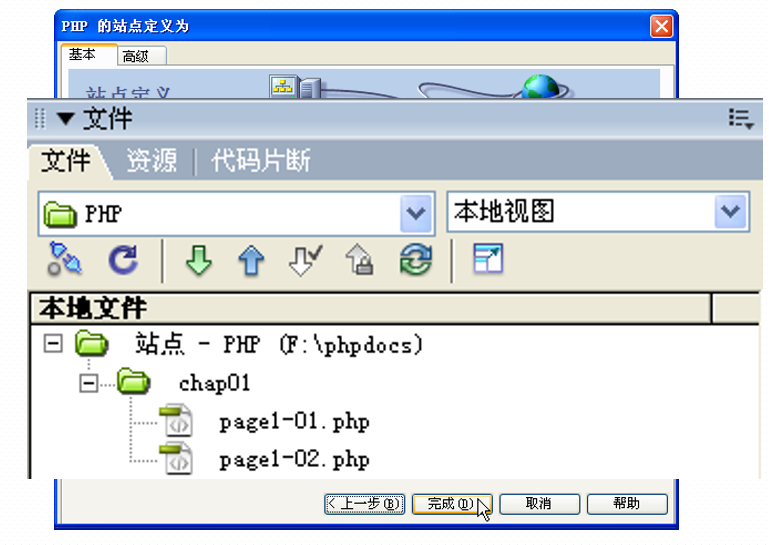 PHP 的站点定义为
基本 高级
站点定义
文件
文件 资源 代码片断
PHP 本地视图
本地文件
站点 - PHP (F:\phpdocs)
chap01
page1-01.php
page1-02.php
<上一步(B) 完成(D) 取消 帮助